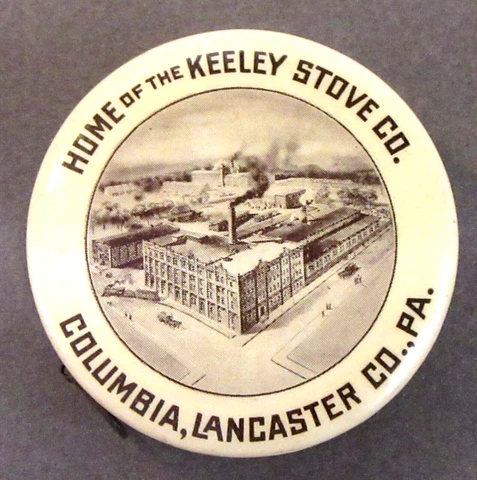 HOME OF THE KEELEY STOVE CO.
COLUMBIA, LANCASTER CO., PA.